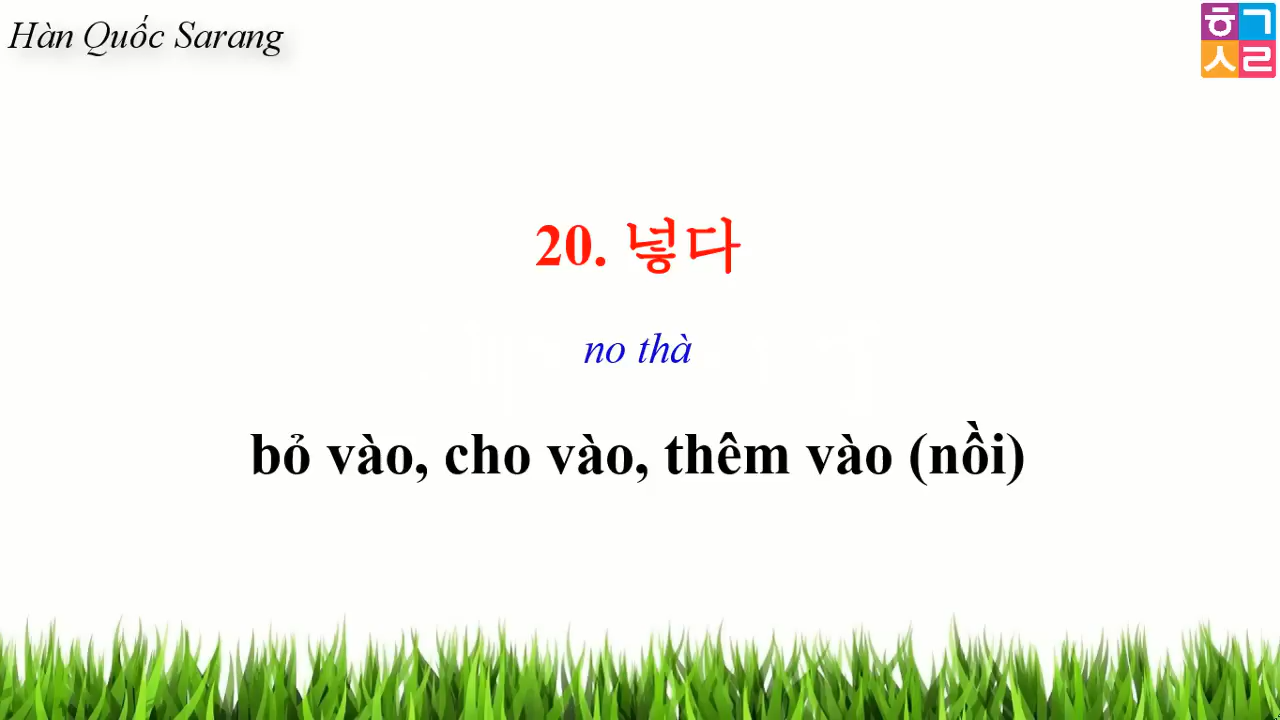 Hàn Quốc Sarang
ㅎㄱ
ㅅㄹ
20. 넣다
no thà
bỏ vào, cho vào, thêm vào (nồi)